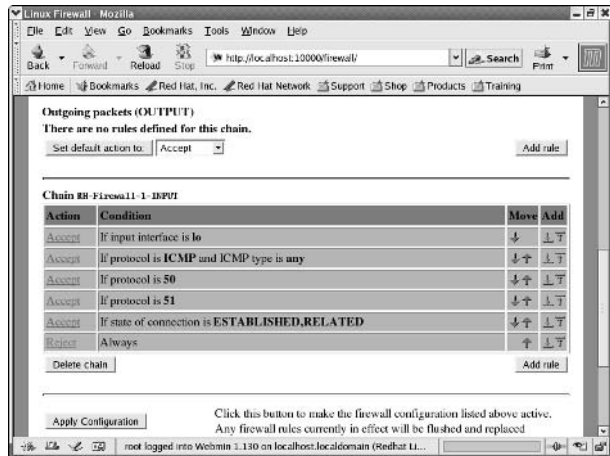 Linux Firewall - Mozilla
File Edit View Go Bookmarks Tools Window Help
Back Forward Reload Stop http://localhost:10000/firewall/ Search Print
Home Bookmarks Red Hat, Inc. Red Hat Network Support Shop Products Training
Outgoing packets (OUTPUT)
There are no rules defined for this chain.
Set default action to: Accept Add rule
Chain RH-Firewall-1-INPUT
Action Condition Move Add
Accept If input interface is lo
Accept If protocol is ICMP and ICMP type is any
Accept If protocol is 50
Accept If protocol is 51
Accept If state of connection is ESTABLISHED,RELATED
Reject Always
Delete chain Add rule
Apply Configuration Click this button to make the firewall configuration listed above active.
Any firewall rules currently in effect will be flushed and replaced
root logged into Webmin 1.130 on localhost.localdomain (Redhat Li...